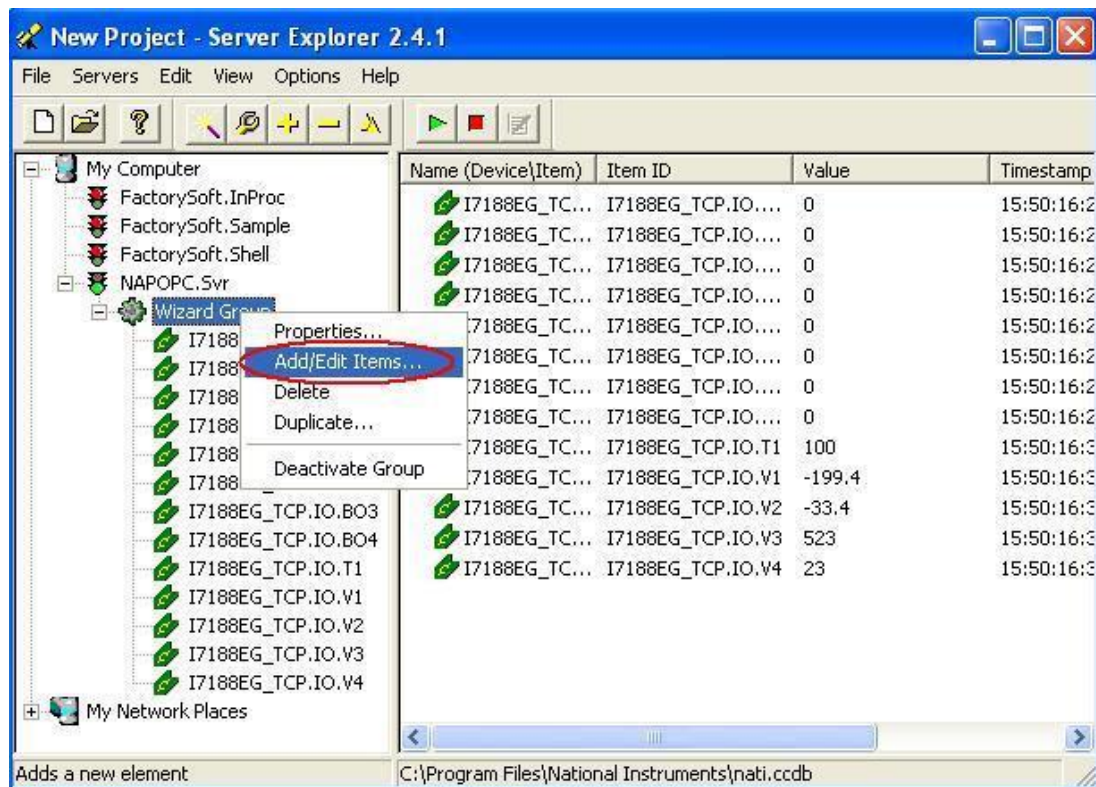 New Project - Server Explorer 2.4.1
File Servers Edit View Options Help
My Computer
FactorySoft.InProc
FactorySoft.Sample
FactorySoft.Shell
NAPOPC.Svr
Wizard Group
I7188
I7188
I7188
I7188
I7188
I7188
I7188EG_TCP.IO.BO3
I7188EG_TCP.IO.BO4
I7188EG_TCP.IO.T1
I7188EG_TCP.IO.V1
I7188EG_TCP.IO.V2
I7188EG_TCP.IO.V3
I7188EG_TCP.IO.V4
My Network Places
Properties...
Add/Edit Items...
Delete
Duplicate...
Deactivate Group
Name (Device\Item) Item ID Value Timestamp
I7188EG_TC... I7188EG_TCP.IO.... 0 15:50:16:2
I7188EG_TC... I7188EG_TCP.IO.... 0 15:50:16:2
I7188EG_TC... I7188EG_TCP.IO.... 0 15:50:16:2
I7188EG_TC... I7188EG_TCP.IO.... 0 15:50:16:2
I7188EG_TC... I7188EG_TCP.IO.... 0 15:50:16:2
7188EG_TC... I7188EG_TCP.IO.... 0 15:50:16:2
7188EG_TC... I7188EG_TCP.IO.... 0 15:50:16:2
I7188EG_TC... I7188EG_TCP.IO.... 0 15:50:16:2
I7188EG_TC... I7188EG_TCP.IO.T1 100 15:50:16:3
I7188EG_TC... I7188EG_TCP.IO.V1 -199.4 15:50:16:3
I7188EG_TC... I7188EG_TCP.IO.V2 -33.4 15:50:16:3
I7188EG_TC... I7188EG_TCP.IO.V3 523 15:50:16:3
I7188EG_TC... I7188EG_TCP.IO.V4 23 15:50:16:3
Adds a new element
C:\Program Files\National Instruments\nati.ccdb